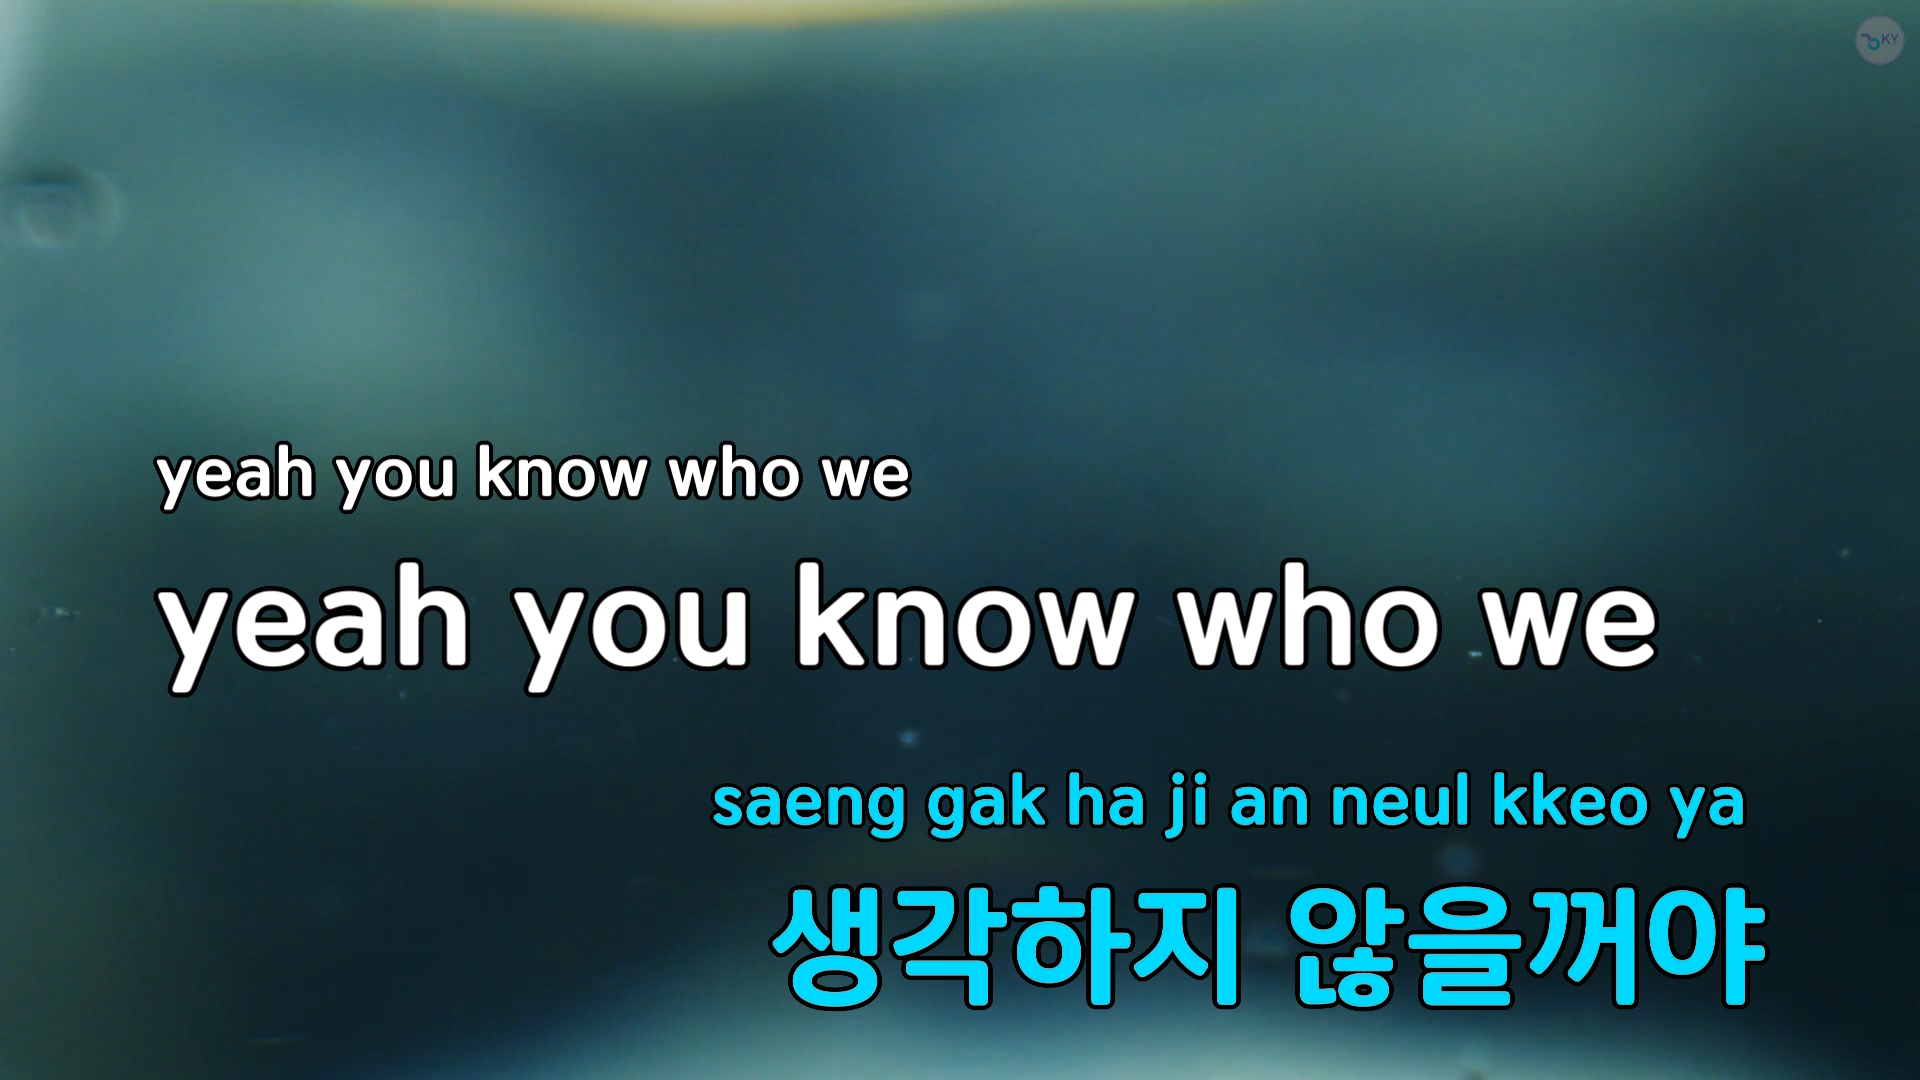 KY
yeah you know who we
yeah you know who we
saeng gak ha ji an neul kkeo ya
생각하지 않을꺼야